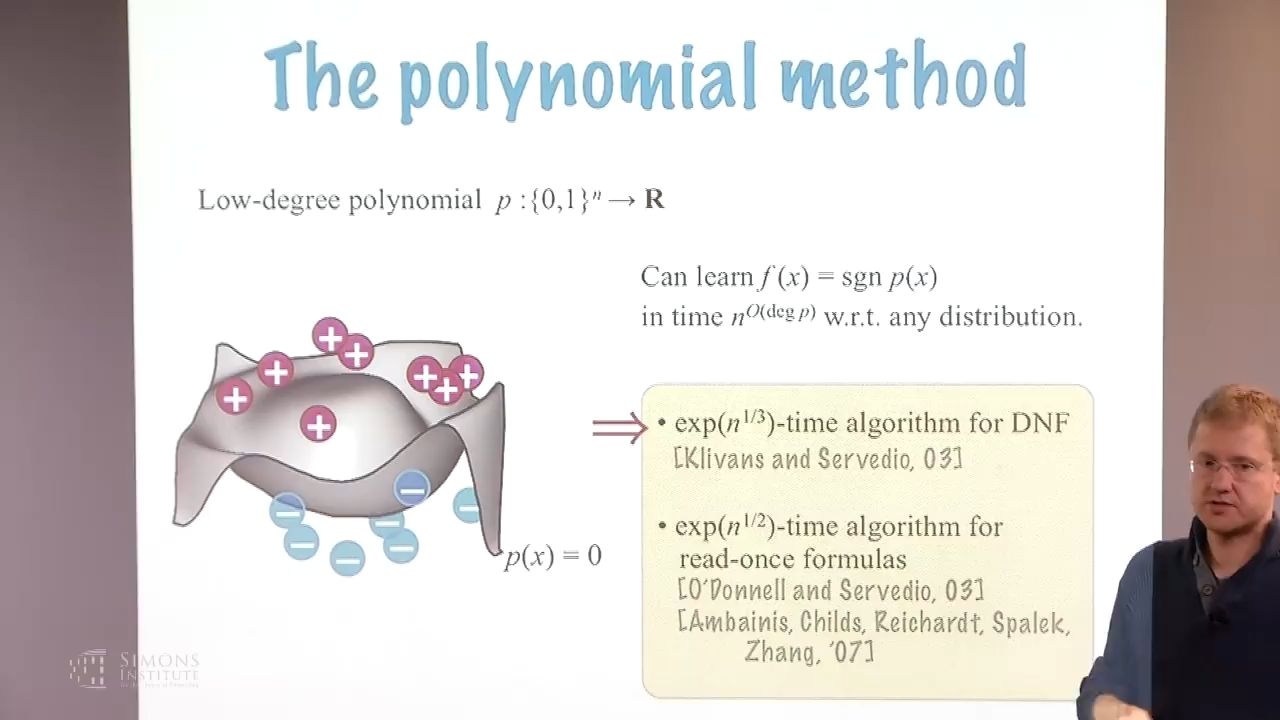 The polynomial method
Low-degree polynomial p :{0,1}ⁿ → R
Can learn f (x) = sgn p(x)
in time n^O(deg p) w.r.t. any distribution.
+ + + + + + + +
− − − − − − −
p(x) = 0
⇒
• exp(n^1/3)-time algorithm for DNF
[Klivans and Servedio, 03]
• exp(n^1/2)-time algorithm for
read-once formulas
[O'Donnell and Servedio, 03]
[Ambainis, Childs, Reichardt, Spalek,
Zhang, '07]
SIMONS
INSTITUTE